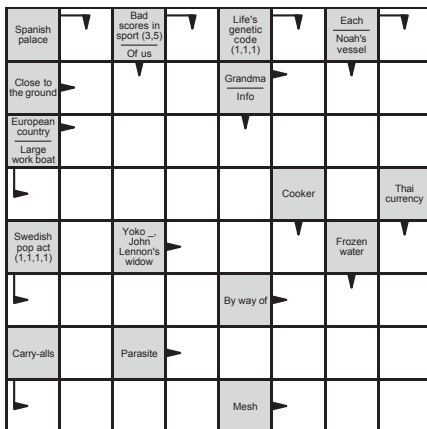 Spanish
palace
Bad
scores in
sport (3,5)
Of us
Life's
genetic
code
(1,1,1)
Each
Noah's
vessel
Close to
the ground
Grandma
Info
European
country
Large
work boat
Cooker
Thai
currency
Swedish
pop act
(1,1,1,1)
Yoko _,
John
Lennon's
widow
Frozen
water
By way of
Carry-alls
Parasite
Mesh